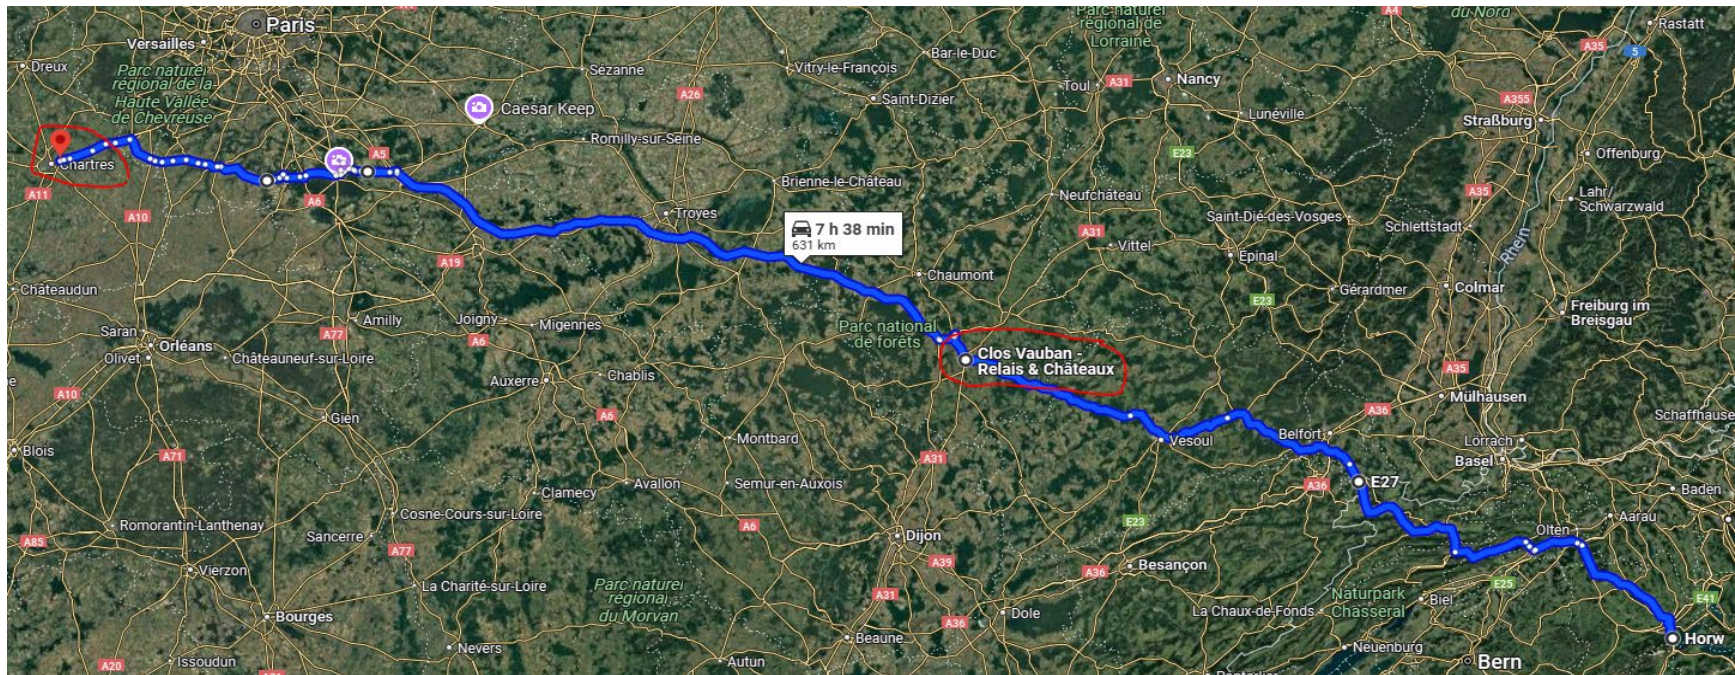 du Nord
A4
Rastatt
Parc naturel
régional de
Lorraine
Paris
Versailles
Dreux
Parc naturel
régional de la
Haute Vallée
de Chevreuse
Sézanne
Vitry-le-François
Bar-le-Duc
A35
5
Nancy
Toul
A31
A26
Saint-Dizier
A355
Caesar Keep
Lunéville
Straßburg
Romilly-sur-Seine
E23
Offenburg
A5
Chartres
A11
A6
A10
Brienne-le-Château
Neufchâteau
A35
Lahr/
Schwarzwald
Troyes
Saint-Dié-des-Vosges
Schlettstadt
7 h 38 min
631 km
A31
Vittel
Épinal
Rhein
A19
Chaumont
Châteaudun
Gérardmer
Colmar
E23
Freiburg im
Breisgau
Saran
Amilly
Joigny
Migennes
Parc national
de forêts
A77
A6
Orléans
Olivet
Châteauneuf-sur-Loire
Clos Vauban -
Relais & Châteaux
Auxerre
Chablis
A35
A10
Mülhausen
Gien
A6
A36
Schaffhause
Blois
Montbard
Vesoul
Belfort
Lörrach
Basel
A71
A31
Clamecy
Avallon
Semur-en-Auxois
A36
E27
Baden
Cosne-Cours-sur-Loire
Romorantin-Lanthenay
A6
E23
Olten
Aarau
A85
Sancerre
A77
Dijon
A39
Vierzon
La Charité-sur-Loire
Parc naturel
régional
du Morvan
A36
Besançon
E25
Naturpark
Chasseral
Biel
A31
La Chaux-de-Fonds
E41
Bourges
Dole
A36
Beaune
Horw
Nevers
Neuenburg
Issoudun
A20
Autun
Bern